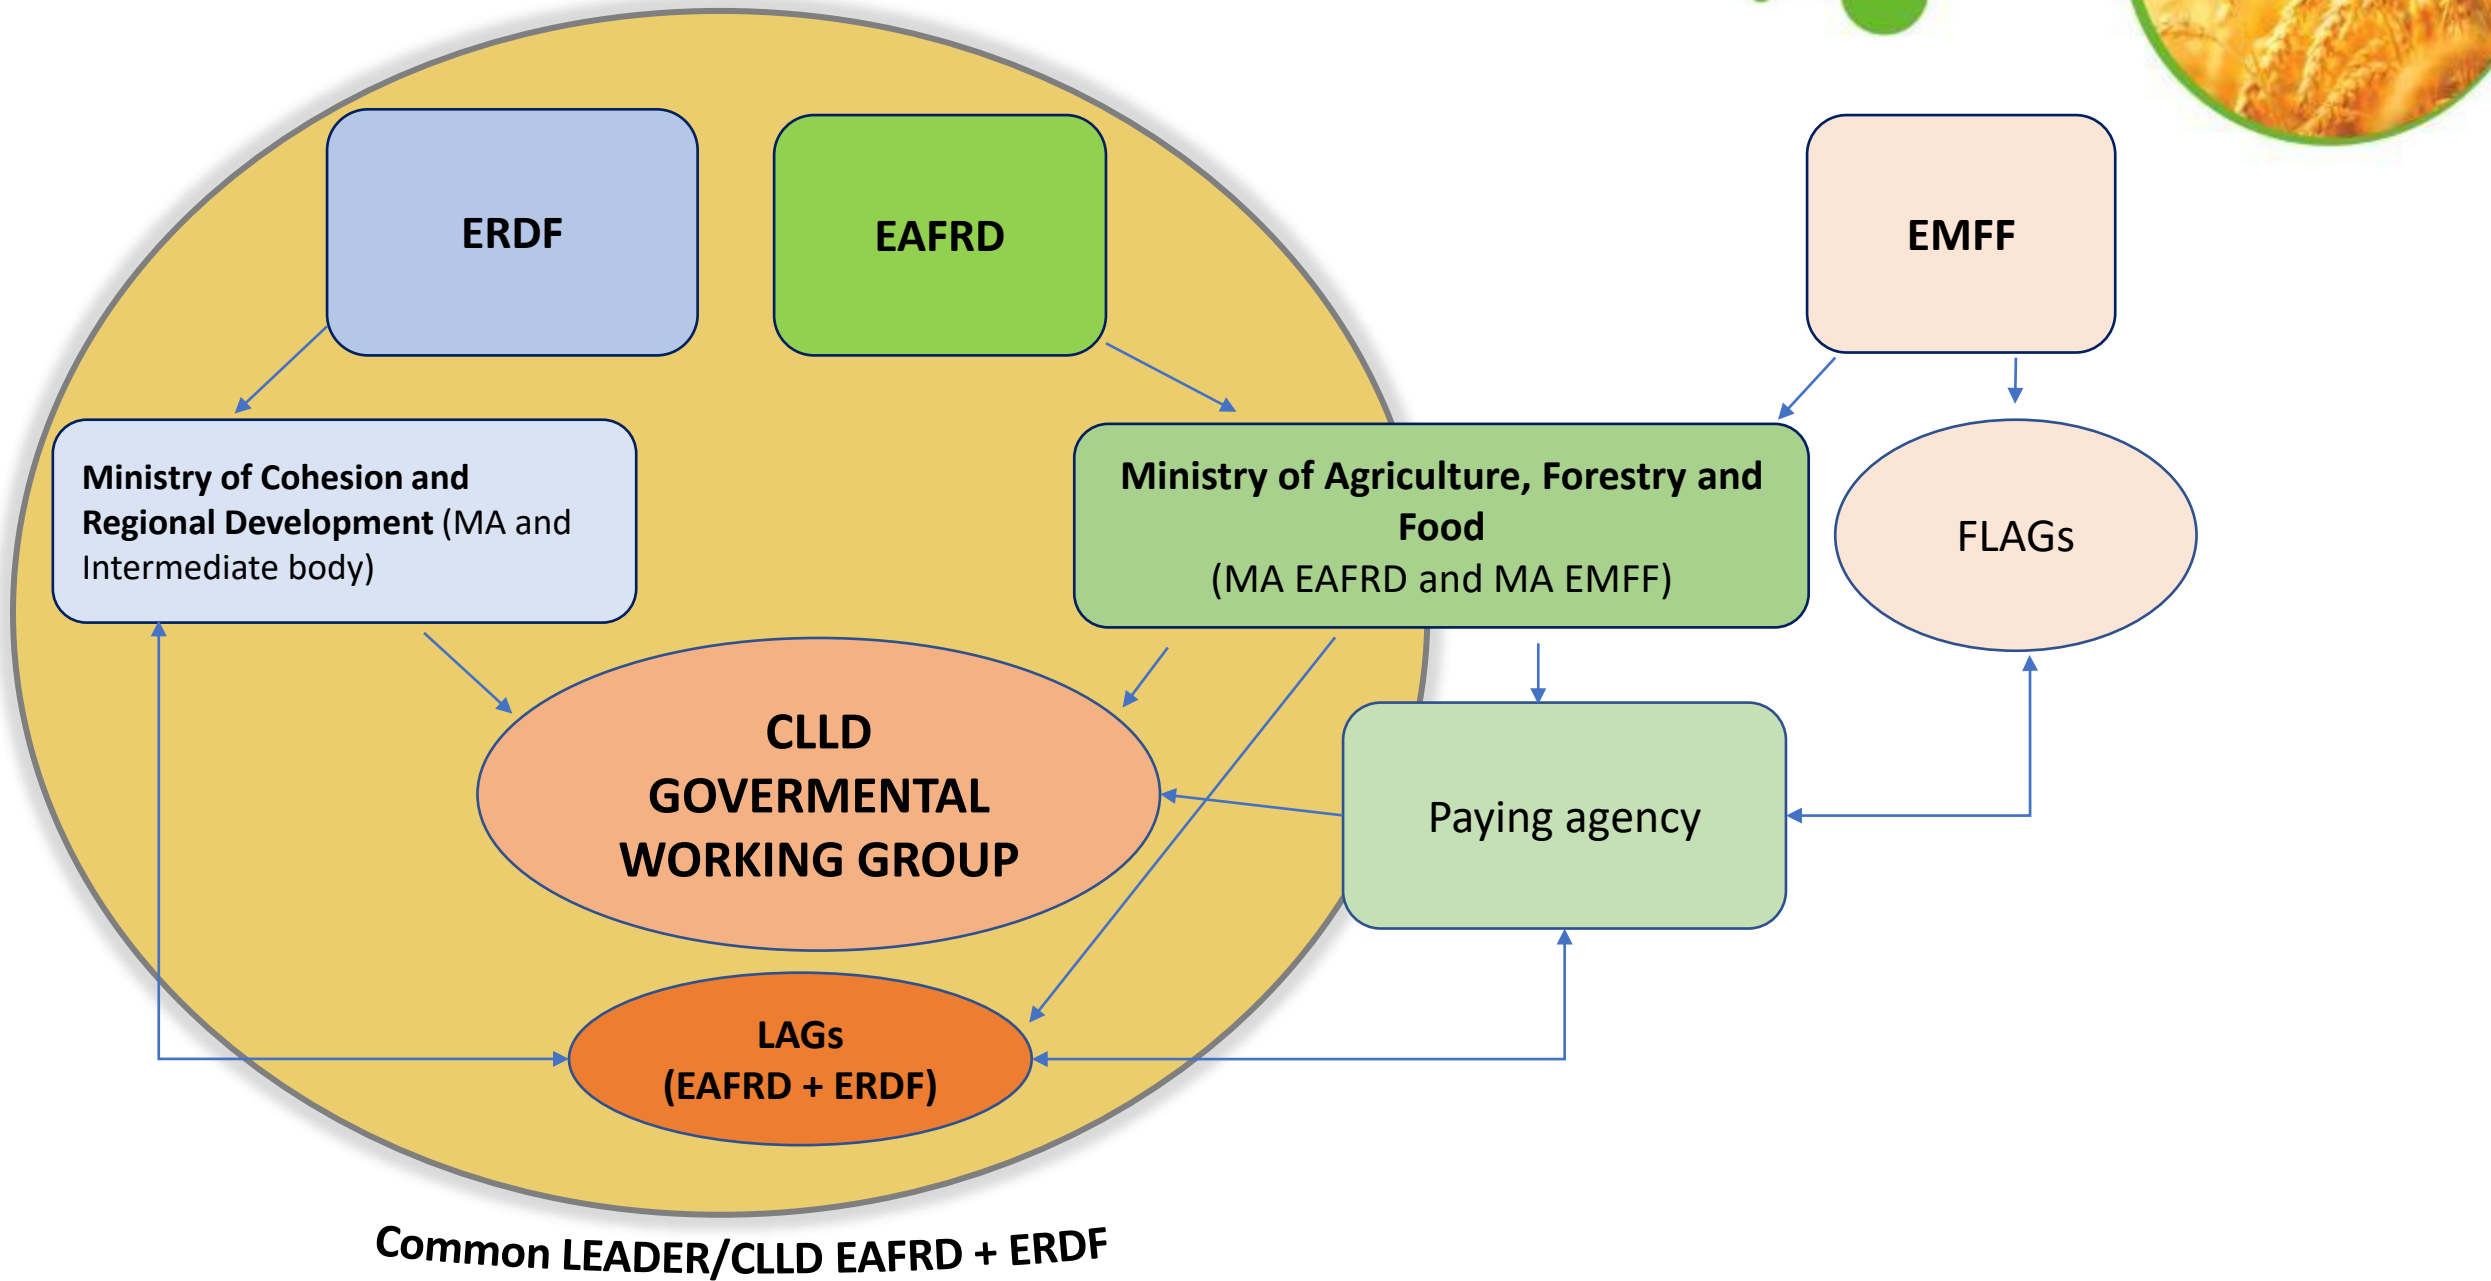 ERDF
EAFRD
EMFF
Ministry of Cohesion and
Regional Development (MA and
Intermediate body)
Ministry of Agriculture, Forestry and
Food
(MA EAFRD and MA EMFF)
FLAGs
CLLD
GOVERMENTAL
WORKING GROUP
Paying agency
LAGs
(EAFRD + ERDF)
Common LEADER/CLLD EAFRD + ERDF